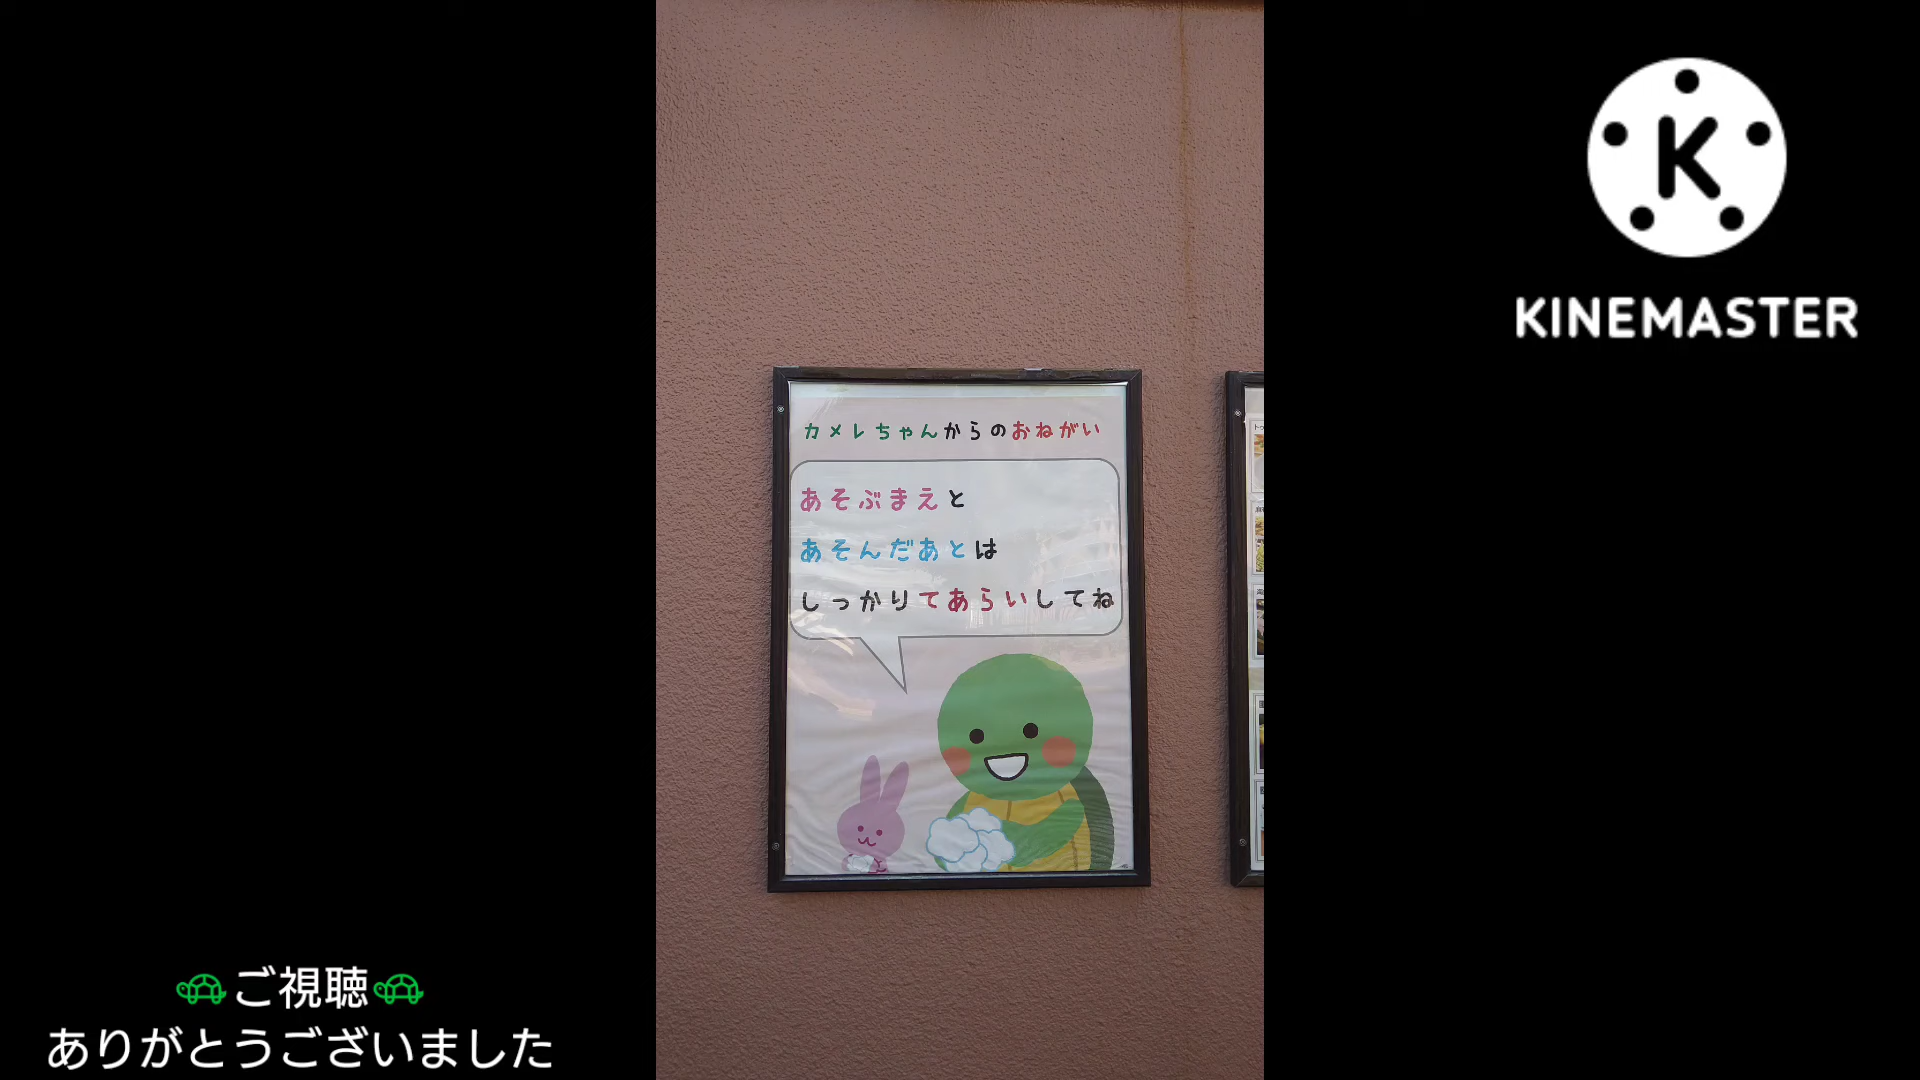 カメレちゃんからのおねがい
あそぶまえと
あそんだあとは
しっかりてあらいしてね
K
KINEMASTER
ご視聴
ありがとうございました